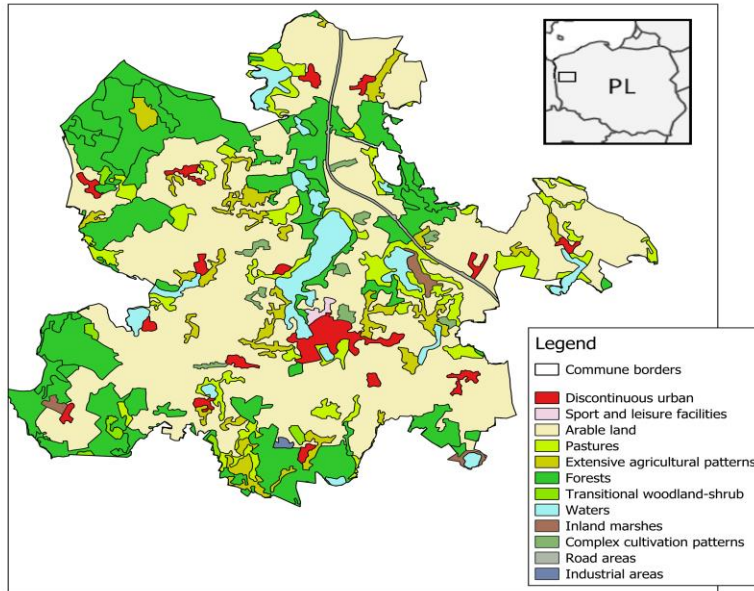 PL
Legend
Commune borders
Discontinuous urban
Sport and leisure facilities
Arable land
Pastures
Extensive agricultural patterns
Forests
Transitional woodland-shrub
Waters
Inland marshes
Complex cultivation patterns
Road areas
Industrial areas